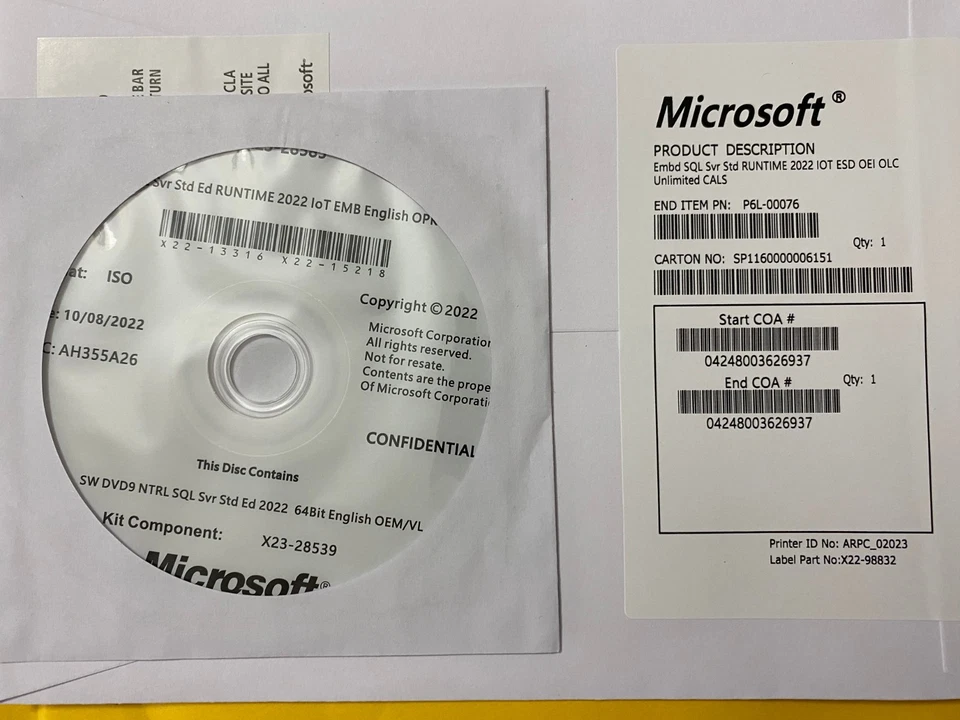 BAR
TURN
CLA
SITE
O ALL
Svr Std Ed RUNTIME 2022 IoT EMB English
X22-13316 X22-15218
ISO
10/08/2022
AH355A26
Copyright © 2022
Microsoft Corporation
All rights reserved.
Not for resale.
Contents are the
Of Microsoft
CONFIDENTIAL
This Disc Contains
SW DVD9 NTRL SQL Svr Std Ed 2022 64Bit English OEM/VL
Kit Component: X23-28539
Microsoft®
Microsoft®
PRODUCT DESCRIPTION
Embd SQL Svr Std RUNTIME 2022 IOT ESD OEI OLC
Unlimited CALS
END ITEM PN: P6L-00076
Qty: 1
CARTON NO: SP1160000006151
Start COA #
04248003626937
End COA #
Qty: 1
04248003626937
Printer ID No: ARPC_02023
Label Part No:X22-98832